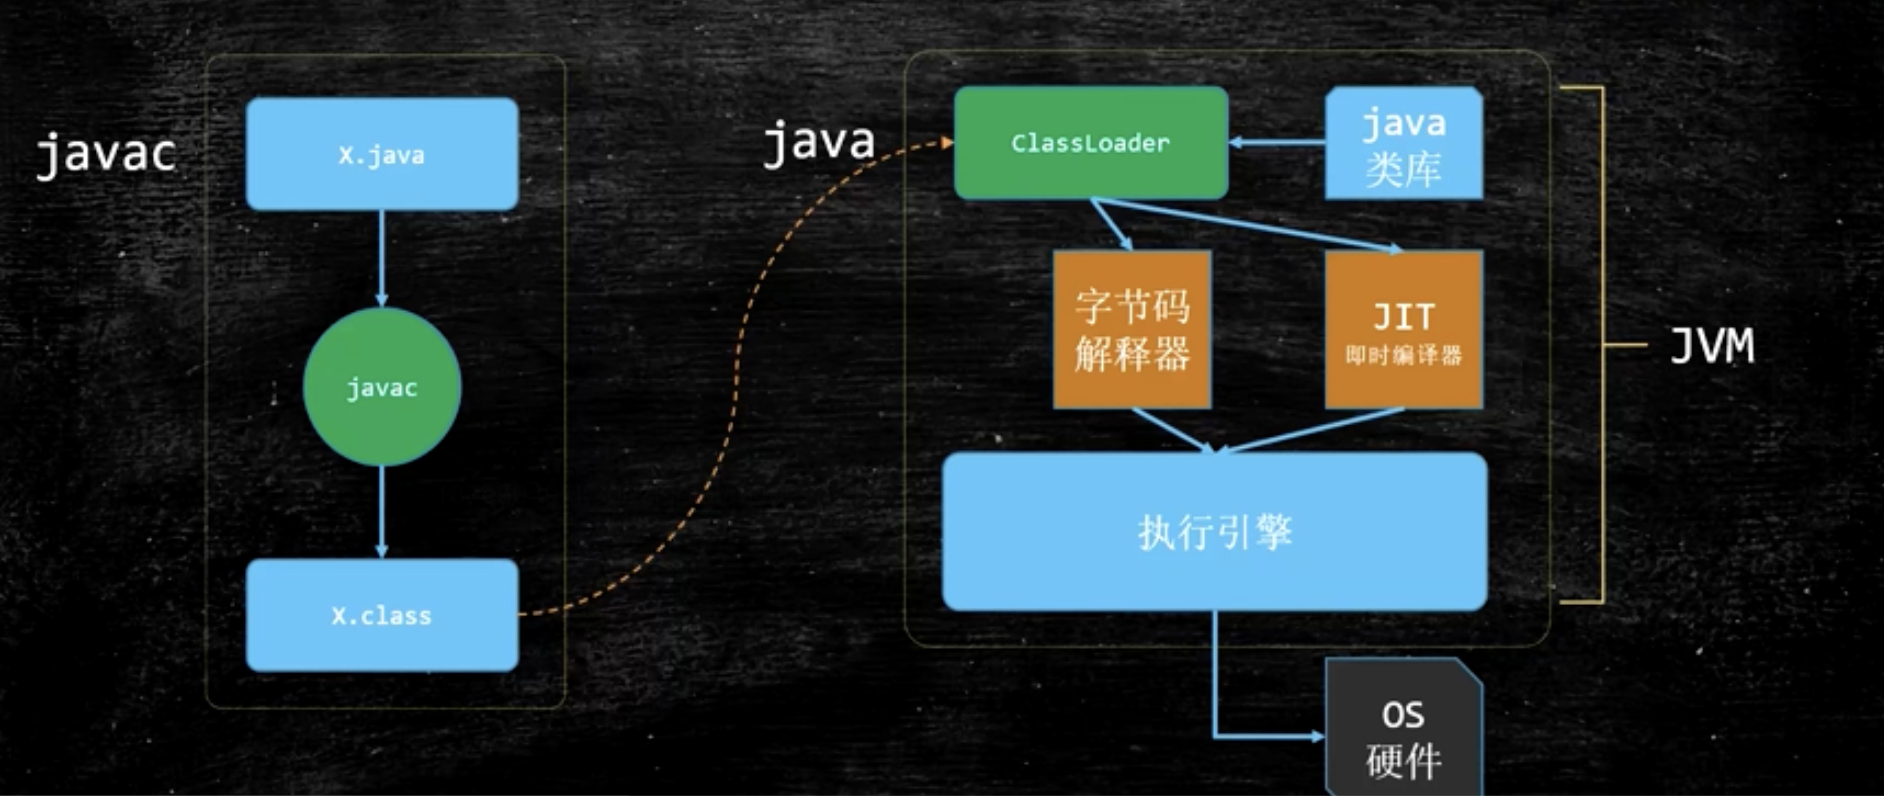 javac
X.java
javac
X.class
java
ClassLoader
java
类库
字节码
解释器
JIT
即时编译器
执行引擎
JVM
OS
硬件